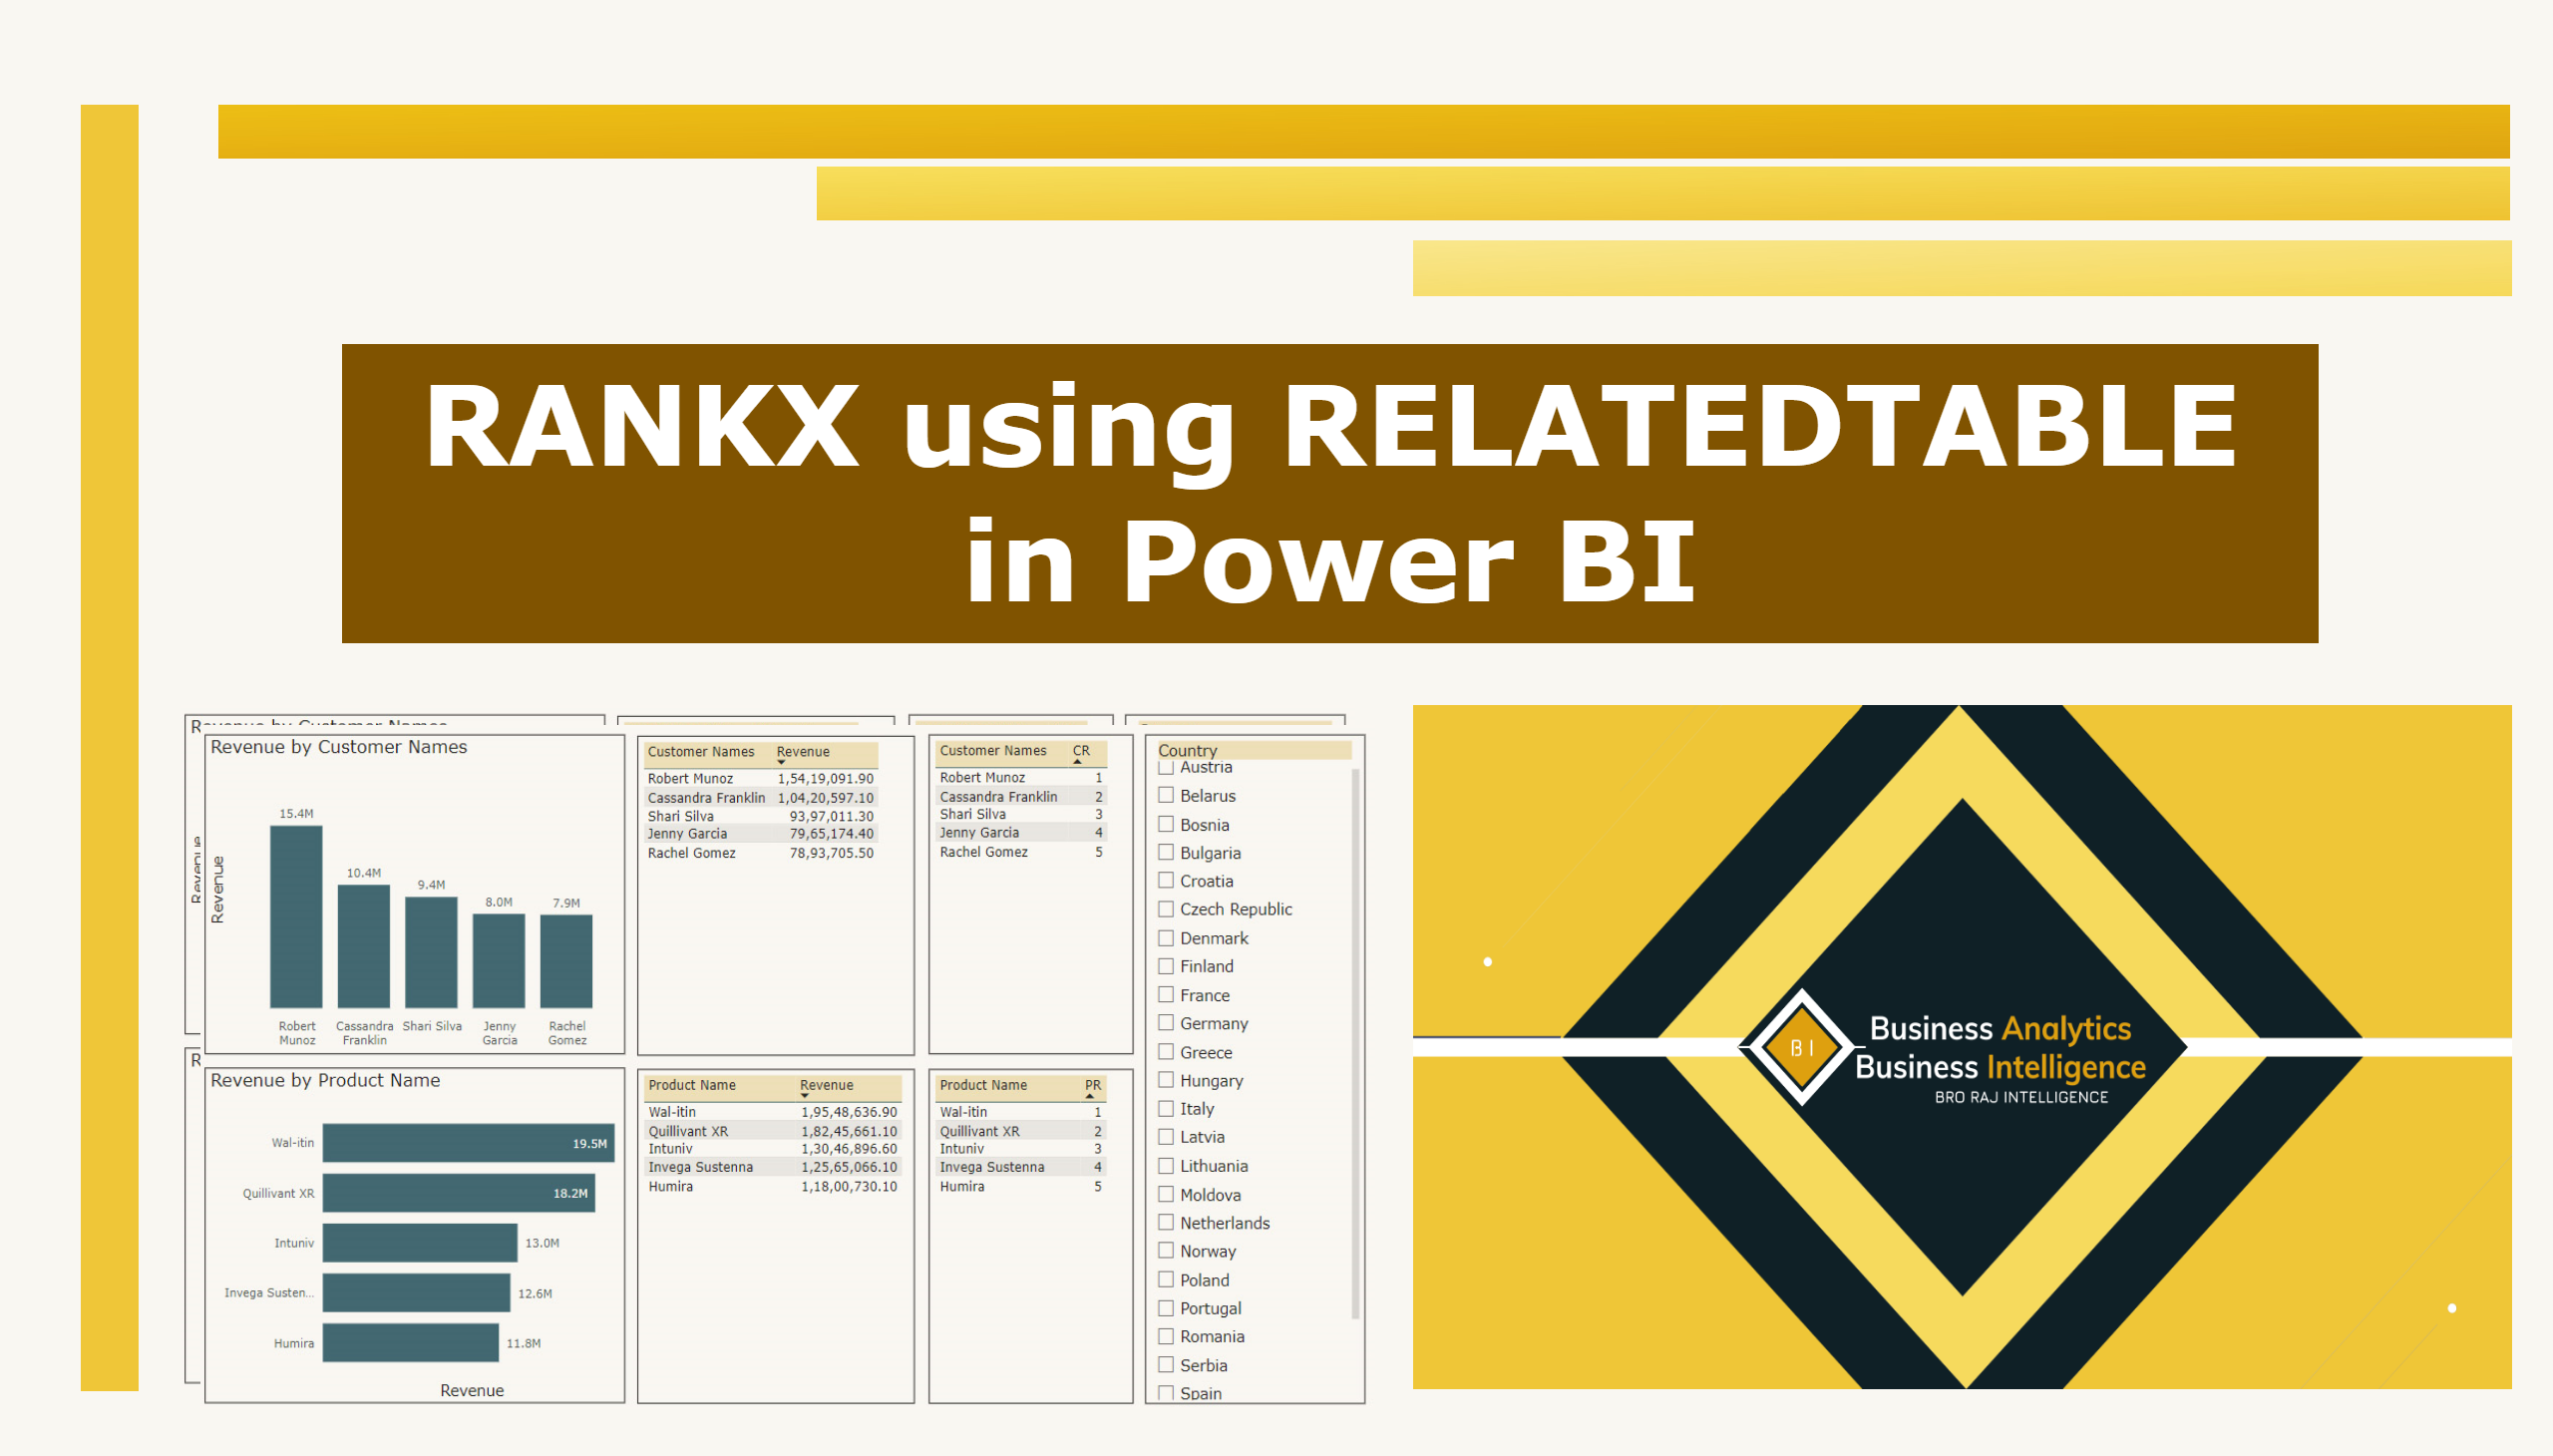 RANKX using RELATEDTABLE
in Power BI
Revenue by Customer Names
Revenue
15.4M
10.4M
9.4M
8.0M
7.9M
Robert Munoz
Cassandra Franklin
Shari Silva
Jenny Garcia
Rachel Gomez
Customer Names Revenue
Robert Munoz 1,54,19,091.90
Cassandra Franklin 1,04,20,597.10
Shari Silva 93,97,011.30
Jenny Garcia 79,65,174.40
Rachel Gomez 78,93,705.50
Customer Names CR
Robert Munoz 1
Cassandra Franklin 2
Shari Silva 3
Jenny Garcia 4
Rachel Gomez 5
Country
Austria
Belarus
Bosnia
Bulgaria
Croatia
Czech Republic
Denmark
Finland
France
Germany
Greece
Hungary
Italy
Latvia
Lithuania
Moldova
Netherlands
Norway
Poland
Portugal
Romania
Serbia
Spain
Revenue by Product Name
Wal-itin 19.5M
Quillivant XR 18.2M
Intuniv 13.0M
Invega Susten... 12.6M
Humira 11.8M
Revenue
Product Name Revenue
Wal-itin 1,95,48,636.90
Quillivant XR 1,82,45,661.10
Intuniv 1,30,46,896.60
Invega Sustenna 1,25,65,066.10
Humira 1,18,00,730.10
Product Name PR
Wal-itin 1
Quillivant XR 2
Intuniv 3
Invega Sustenna 4
Humira 5
BI
Business Analytics
Business Intelligence
BRO RAJ INTELLIGENCE